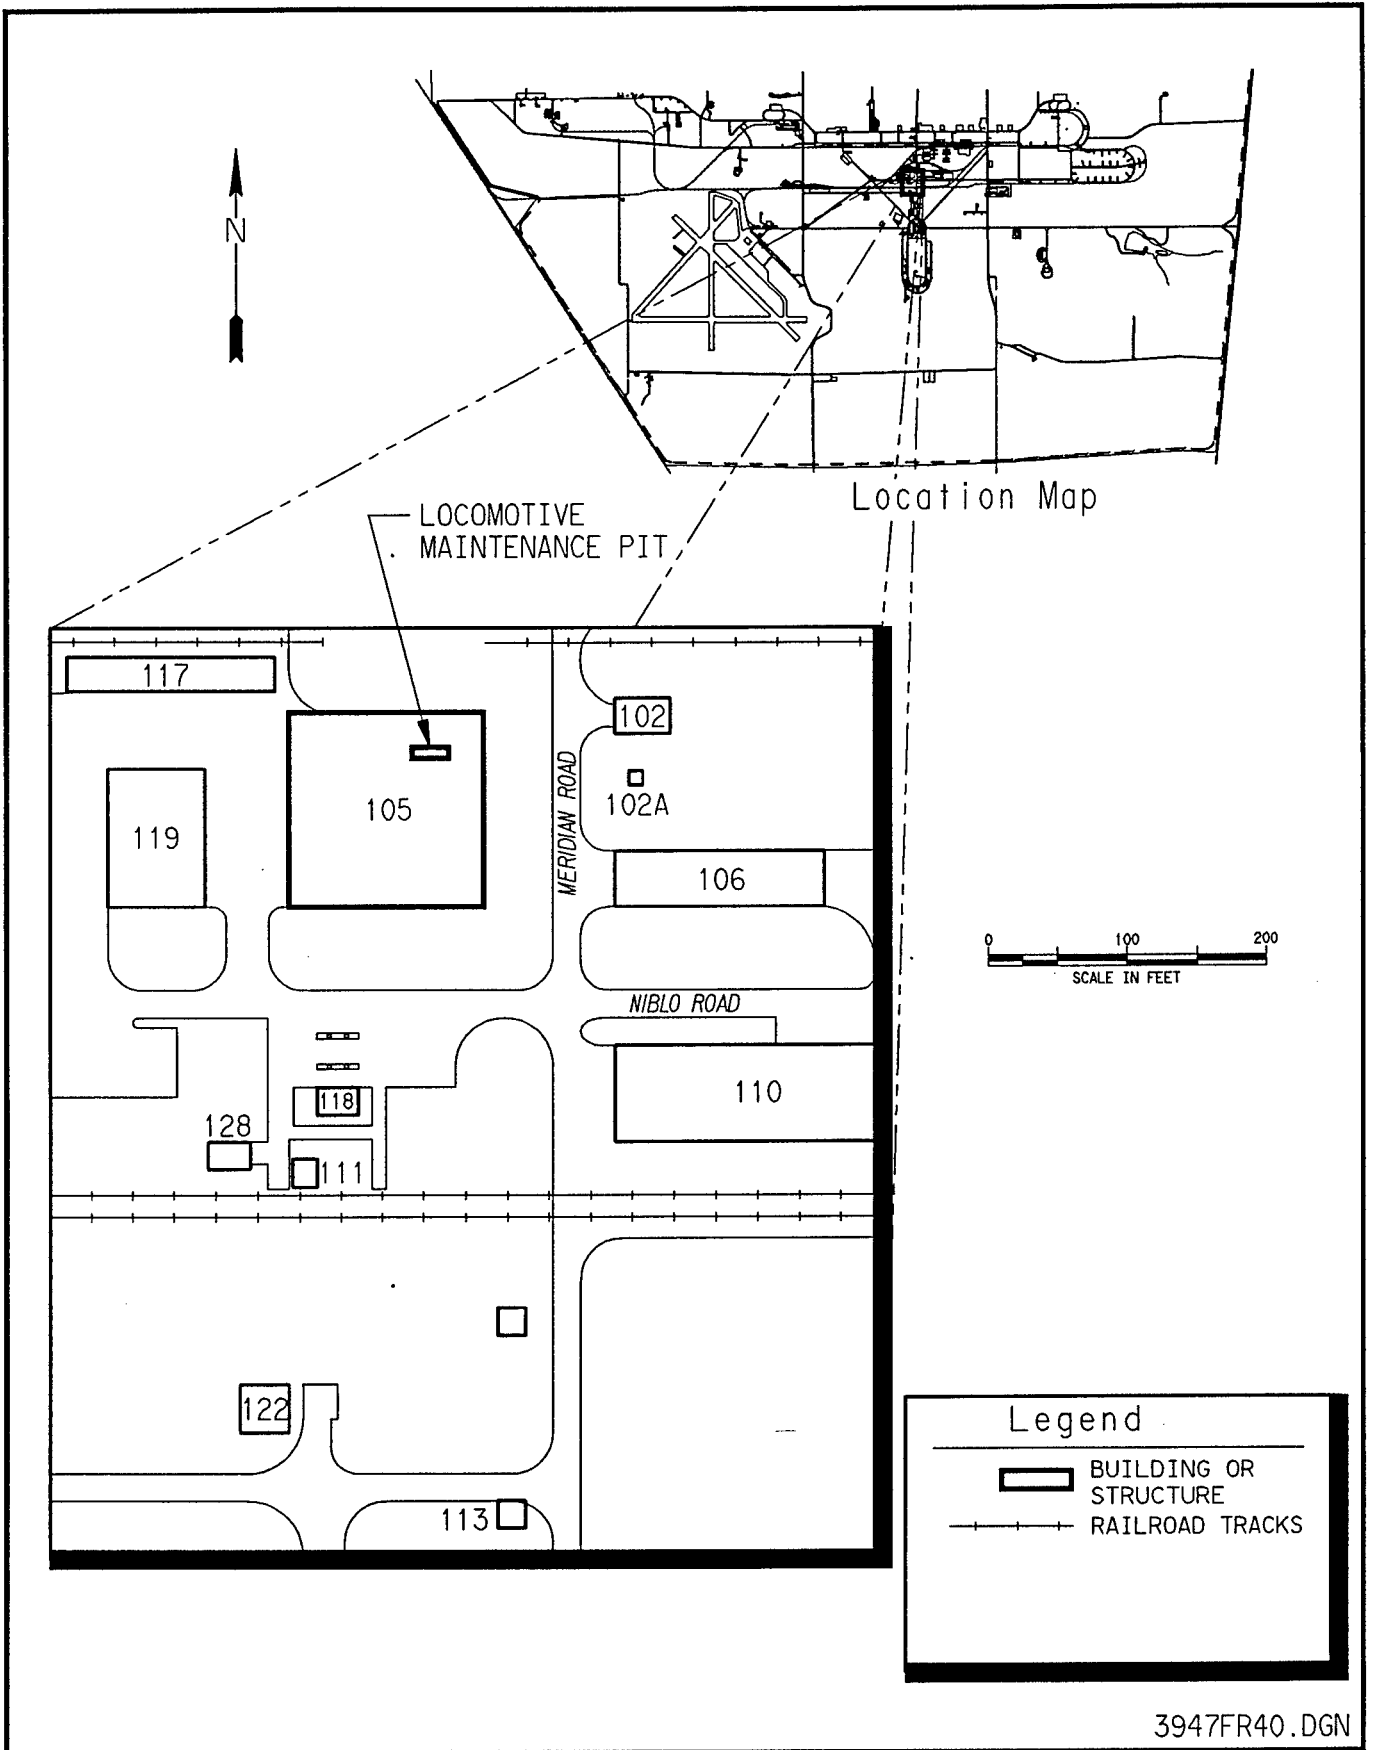 N
Location Map
LOCOMOTIVE
MAINTENANCE PIT
117
102
102A
105
119
MERIDIAN ROAD
106
0 100 200
SCALE IN FEET
NIBLO ROAD
110
118
128
111
122
113
Legend
BUILDING OR
STRUCTURE
RAILROAD TRACKS
3947FR40.DGN